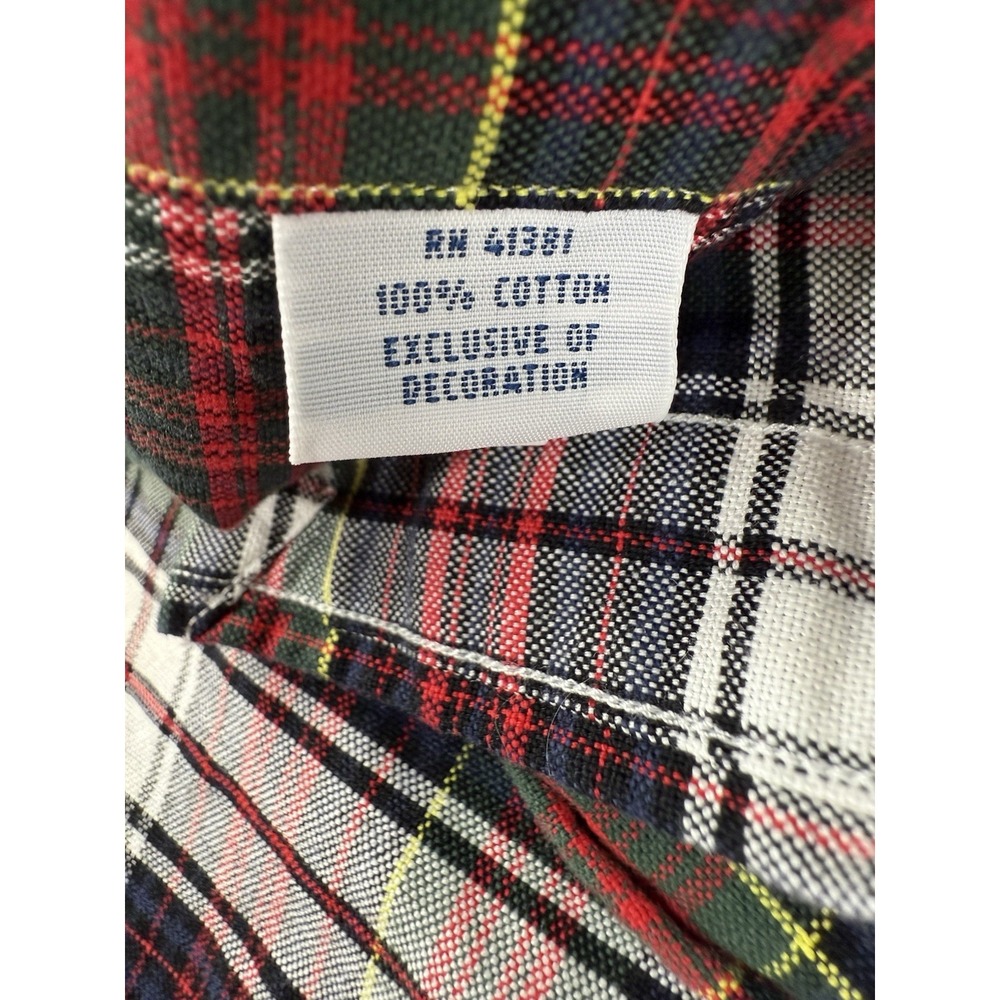 RN 41381
100% COTTON
EXCLUSIVE OF
DECORATION